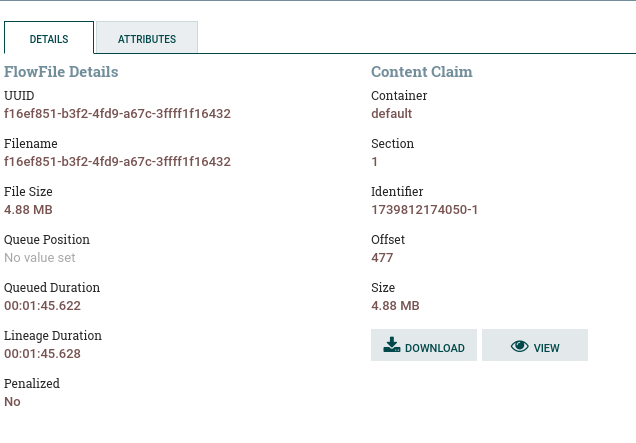 DETAILS
ATTRIBUTES
FlowFile Details
UUID
f16ef851-b3f2-4fd9-a67c-3ffff1f16432
Filename
f16ef851-b3f2-4fd9-a67c-3ffff1f16432
File Size
4.88 MB
Queue Position
No value set
Queued Duration
00:01:45.622
Lineage Duration
00:01:45.628
Penalized
No
Content Claim
Container
default
Section
1
Identifier
1739812174050-1
Offset
477
Size
4.88 MB
DOWNLOAD
VIEW